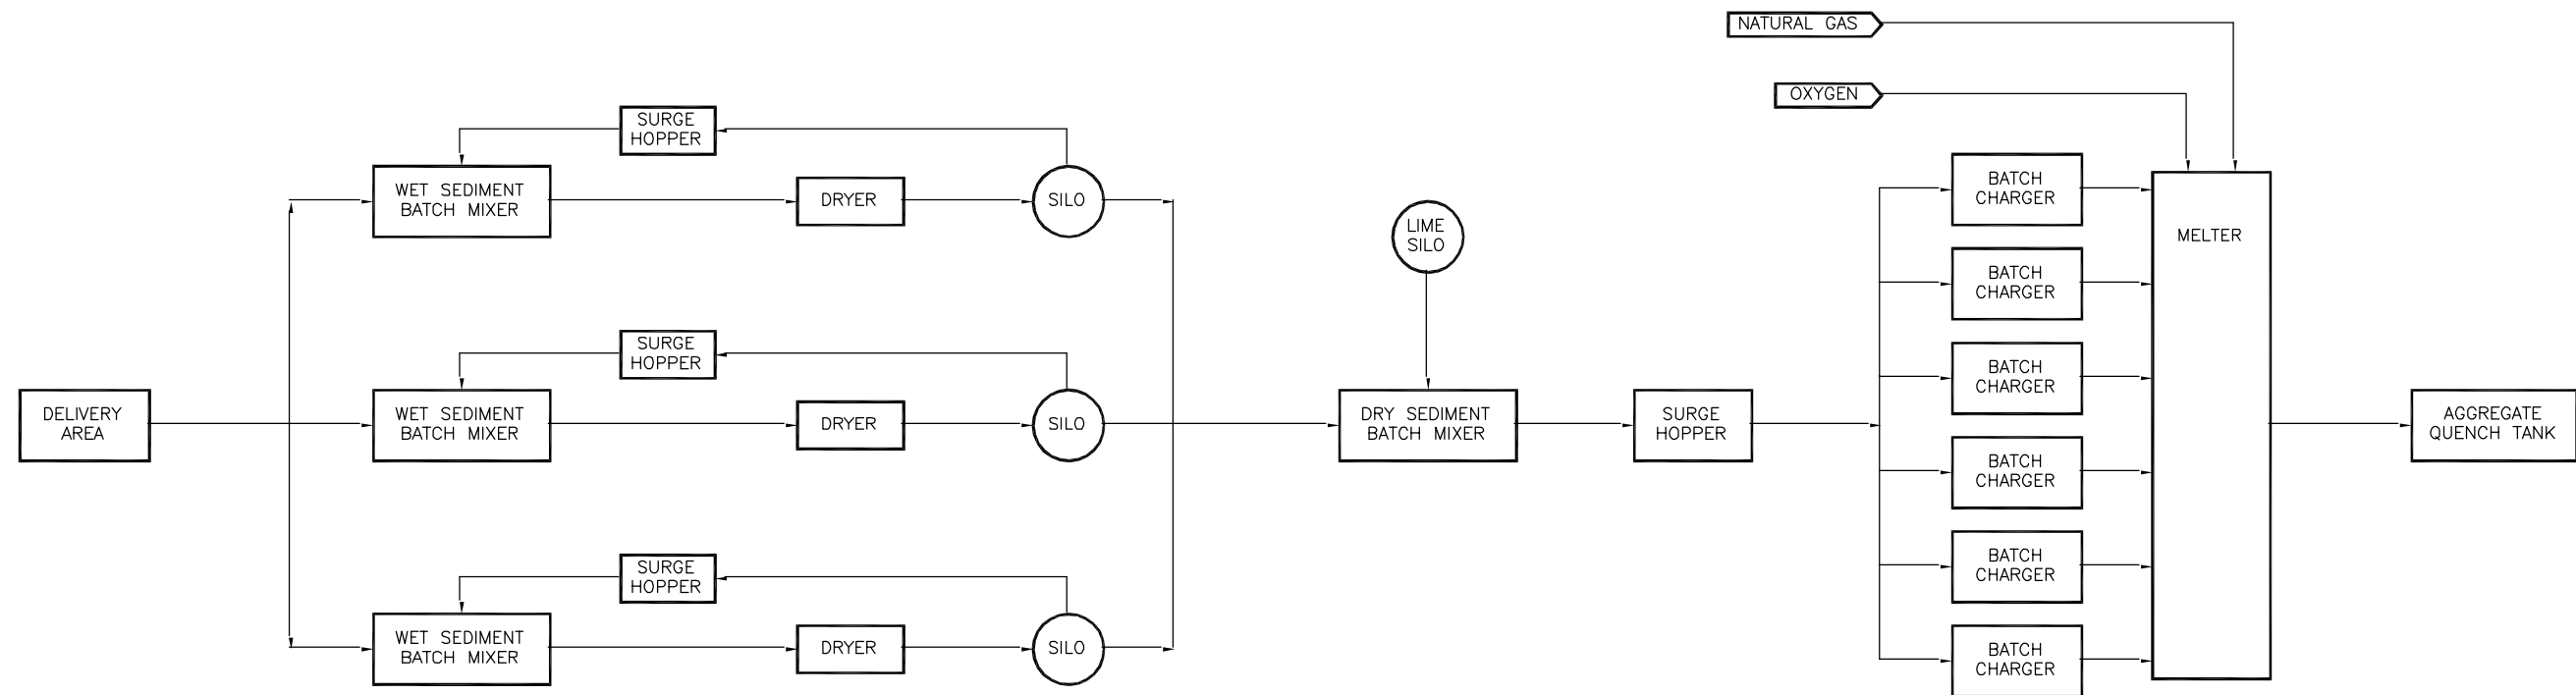 NATURAL GAS
OXYGEN
SURGE
HOPPER
WET SEDIMENT
BATCH MIXER
DRYER
SILO
LIME
SILO
BATCH
CHARGER
MELTER
BATCH
CHARGER
SURGE
HOPPER
BATCH
CHARGER
DELIVERY
AREA
WET SEDIMENT
BATCH MIXER
DRYER
SILO
DRY SEDIMENT
BATCH MIXER
SURGE
HOPPER
AGGREGATE
QUENCH TANK
BATCH
CHARGER
SURGE
HOPPER
BATCH
CHARGER
WET SEDIMENT
BATCH MIXER
DRYER
SILO
BATCH
CHARGER